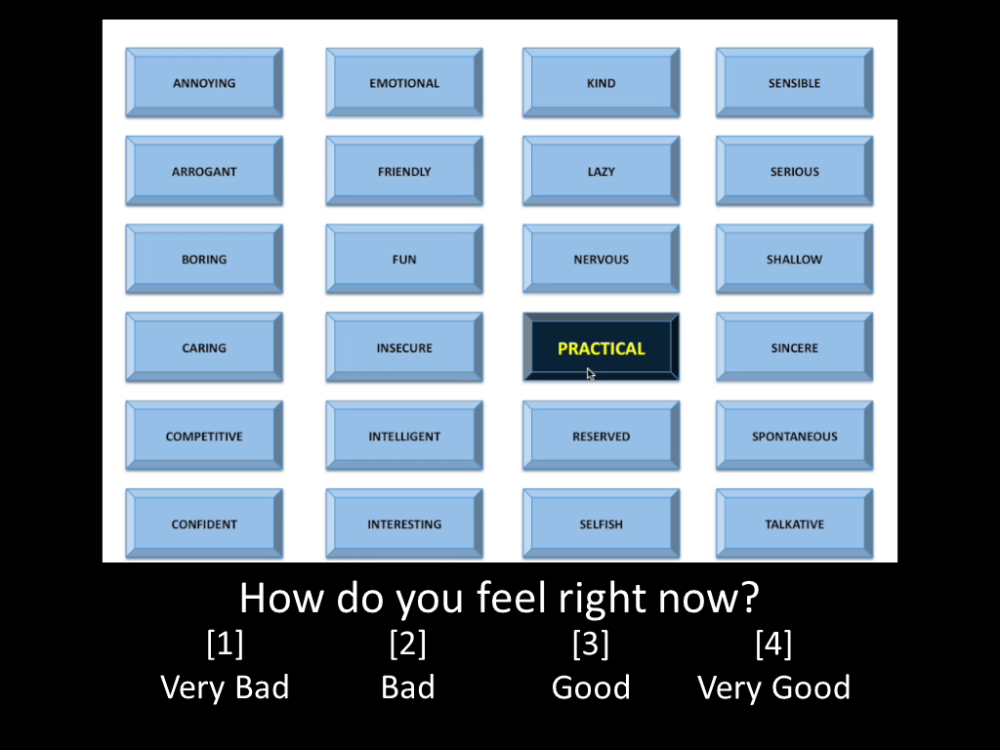 ANNOYING EMOTIONAL KIND SENSIBLE
ARROGANT FRIENDLY LAZY SERIOUS
BORING FUN NERVOUS SHALLOW
CARING INSECURE PRACTICAL SINCERE
COMPETITIVE INTELLIGENT RESERVED SPONTANEOUS
CONFIDENT INTERESTING SELFISH TALKATIVE
How do you feel right now?
[1] [2] [3] [4]
Very Bad Bad Good Very Good